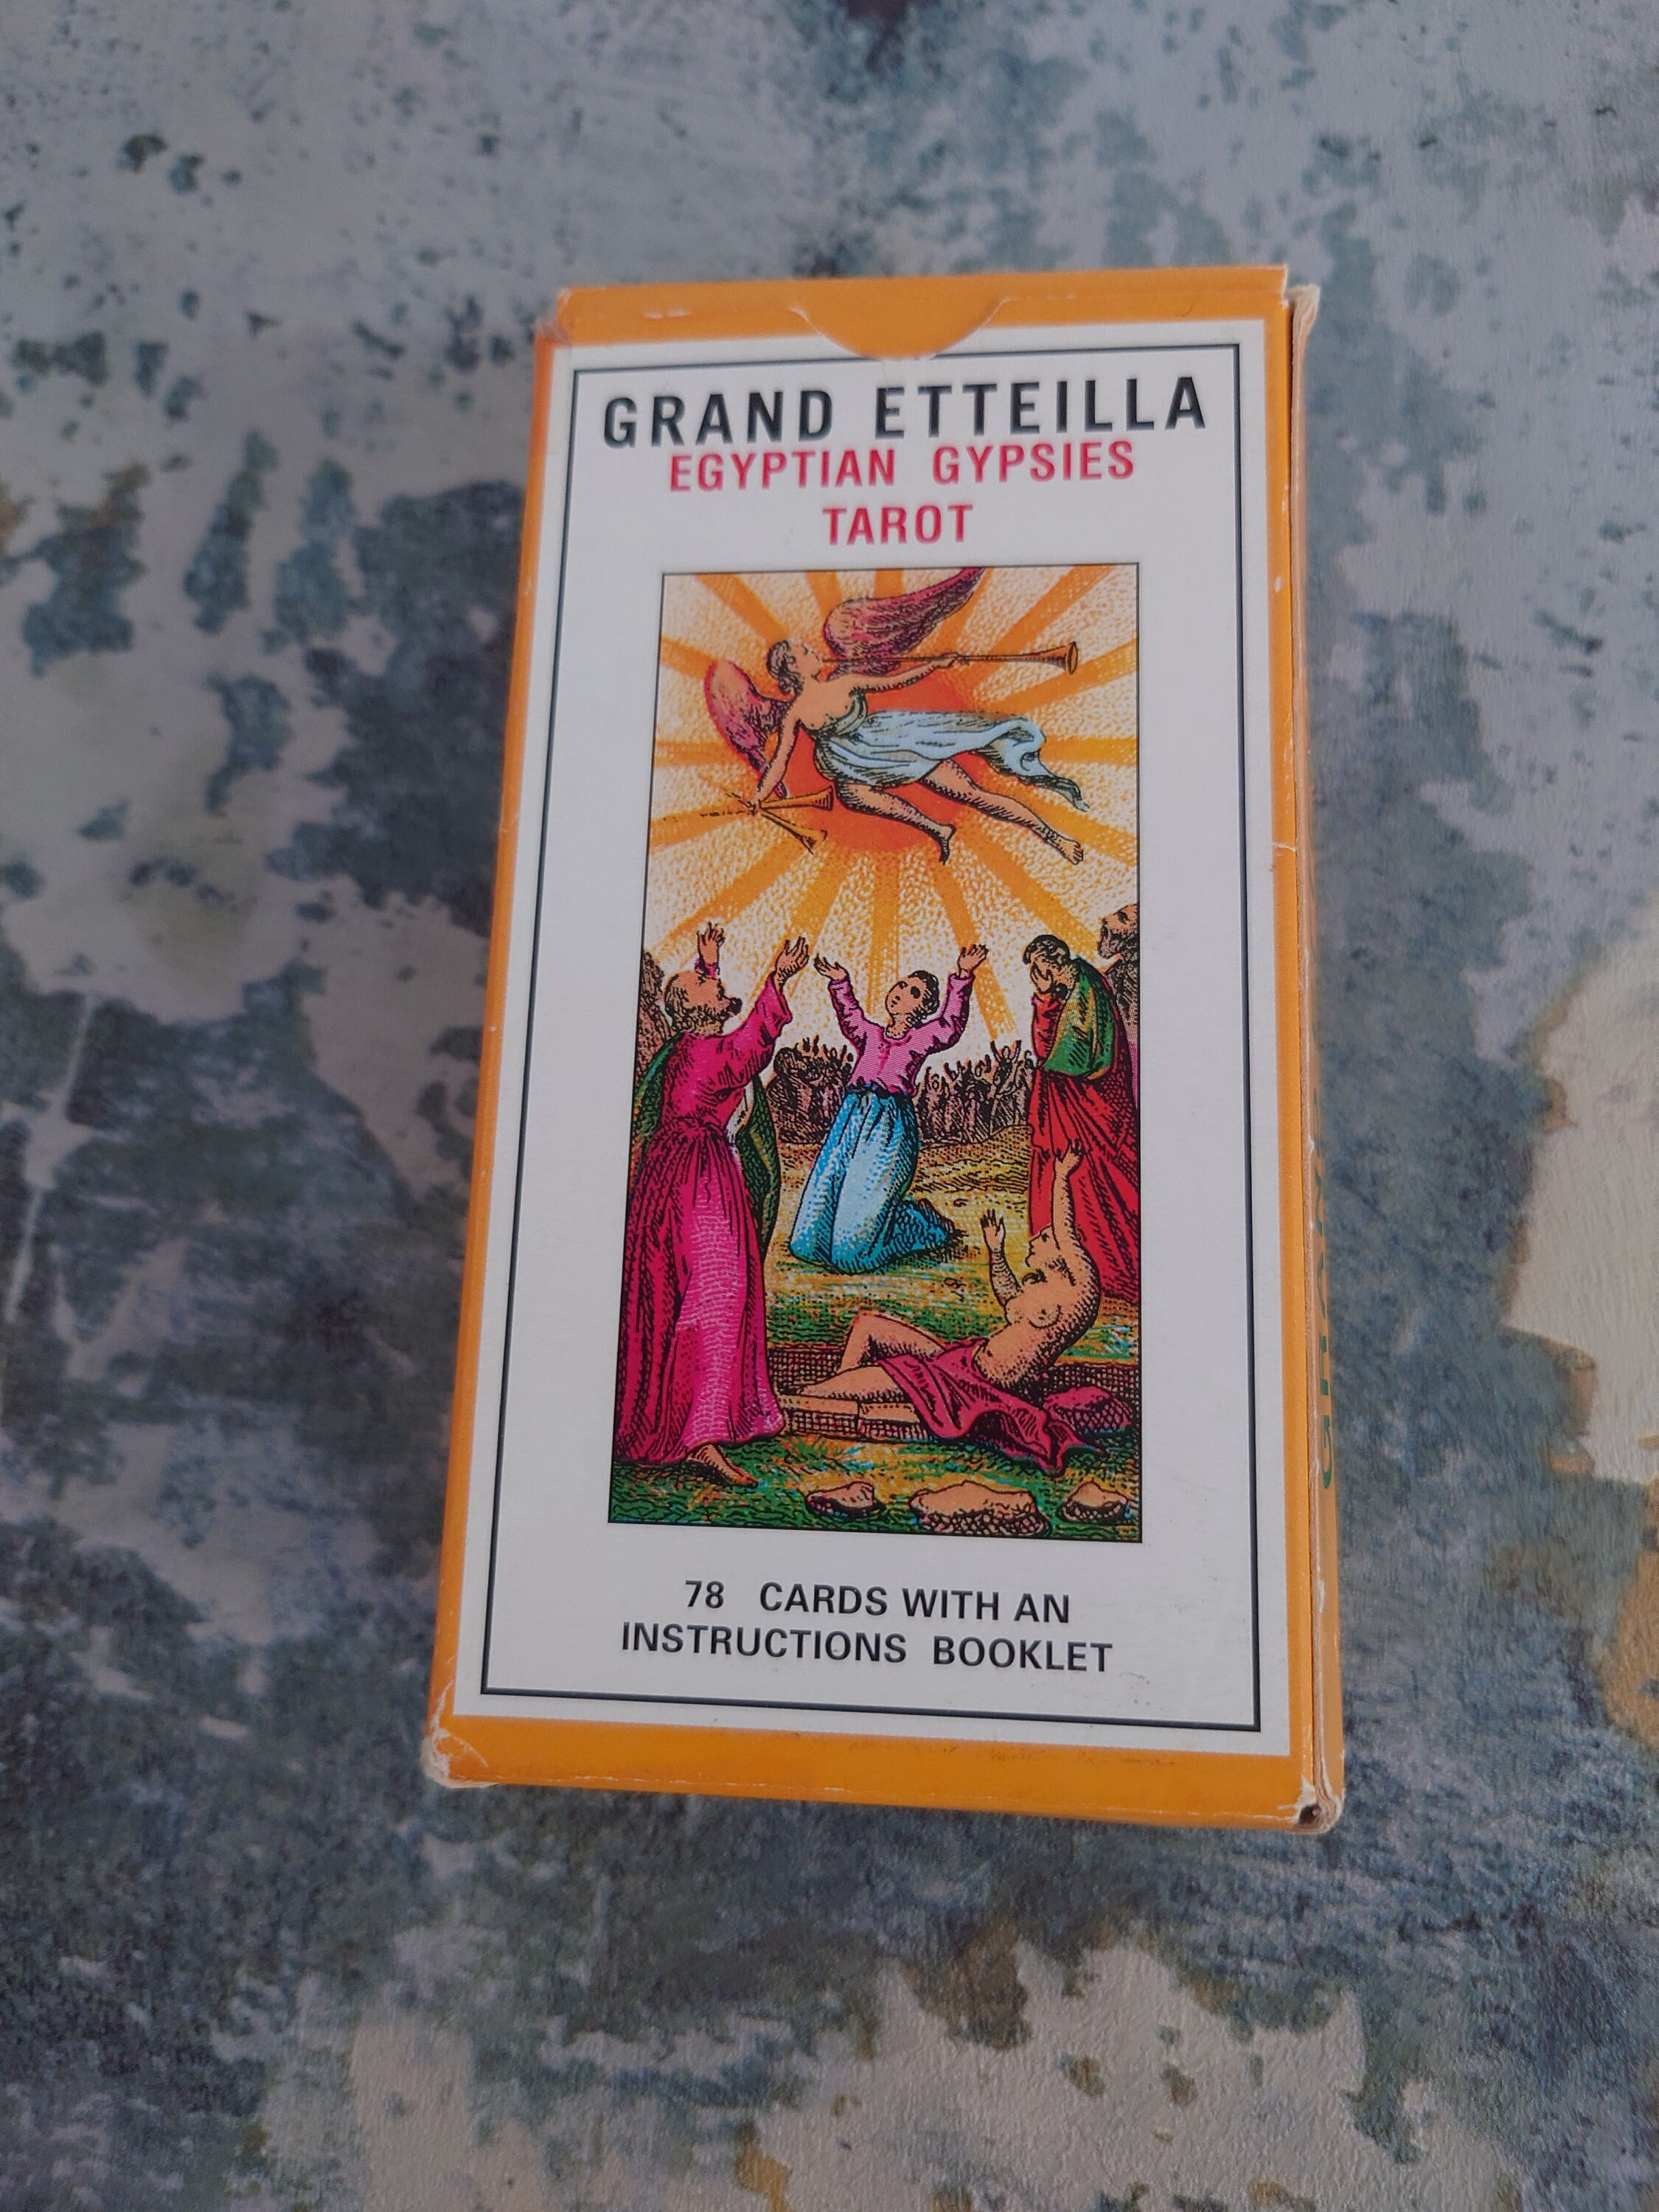 GRAND ETTEILLA
EGYPTIAN GYPSIES
TAROT
78 CARDS WITH AN
INSTRUCTIONS BOOKLET